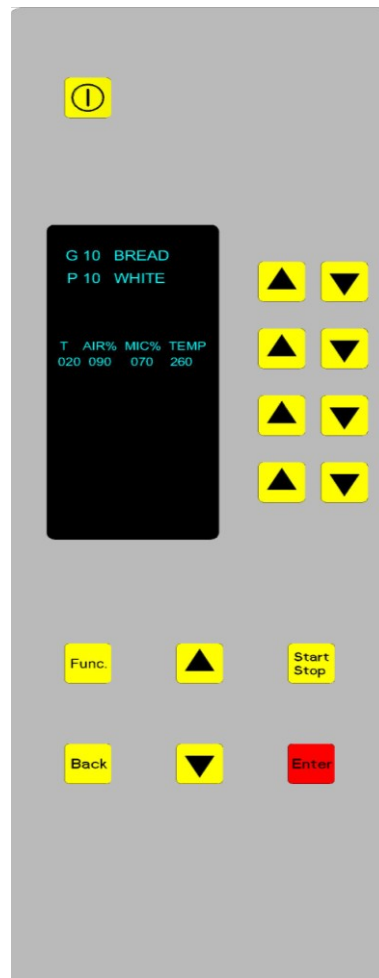 G 10 BREAD
P 10 WHITE
T AIR% MIC% TEMP
020 090 070 260
Func.
Start
Stop
Back
Enter